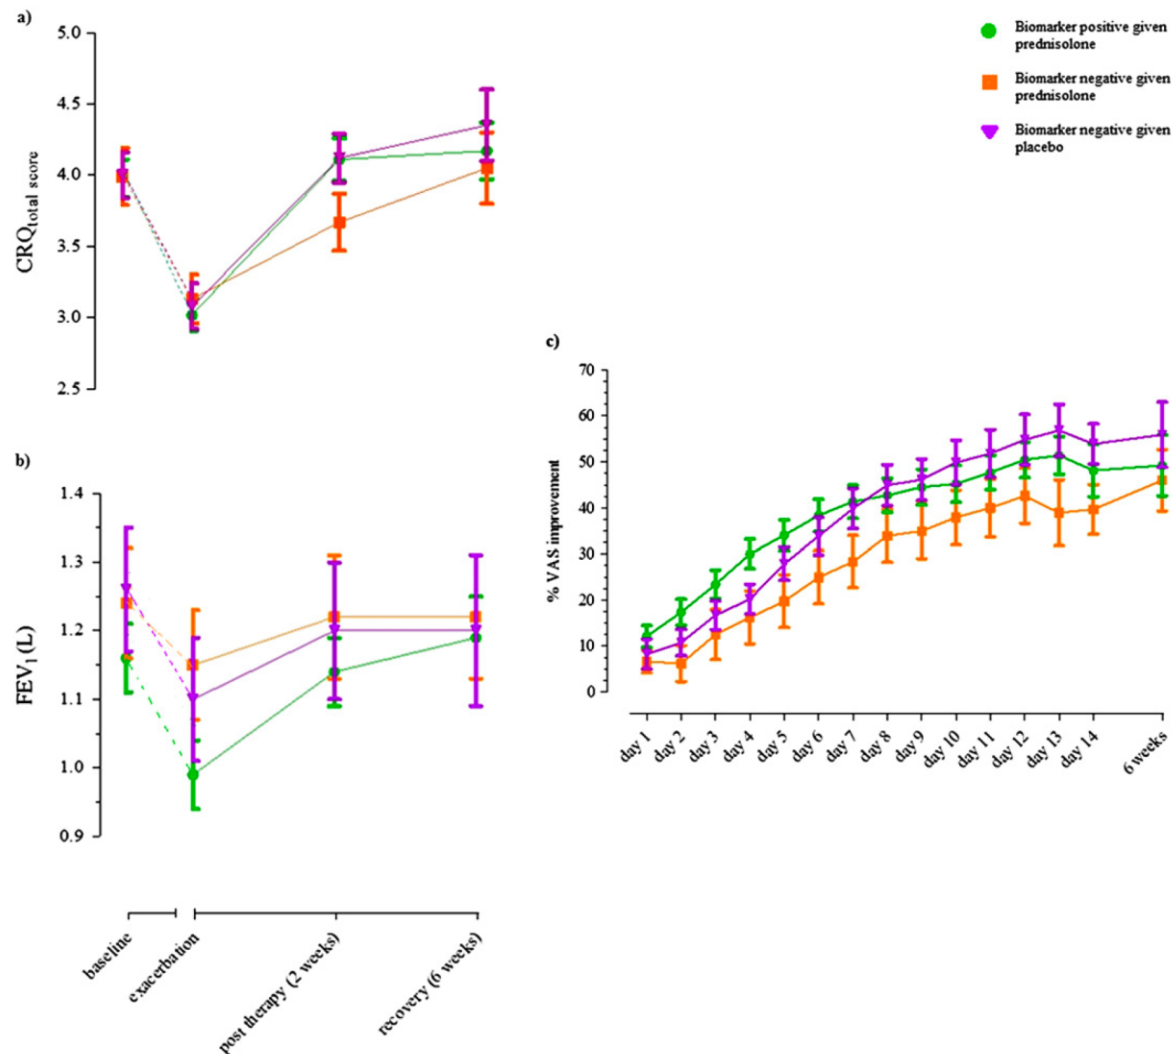 a)
5.0
4.5
4.0
3.5
3.0
2.5
CRQtotal score
Biomarker positive given
prednisolone
Biomarker negative given
prednisolone
Biomarker negative given
placebo
b)
1.4
1.3
1.2
1.1
1.0
0.9
FEV1 (L)
baseline
exacerbation
post therapy (2 weeks)
recovery (6 weeks)
c)
70
60
50
40
30
20
10
0
% VAS improvement
day 1
day 2
day 3
day 4
day 5
day 6
day 7
day 8
day 9
day 10
day 11
day 12
day 13
day 14
6 weeks